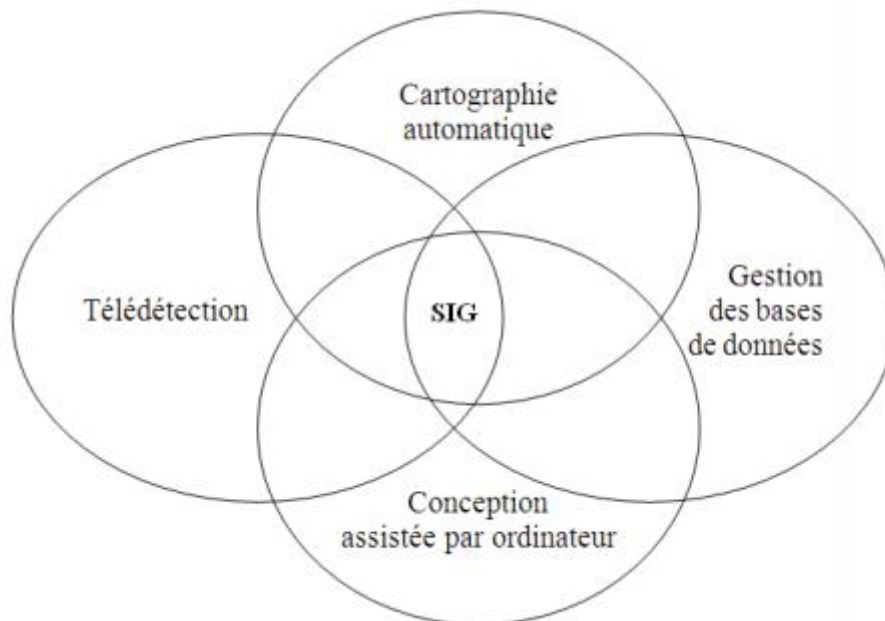 Cartographie
automatique
Télédétection
SIG
Gestion
des bases
de données
Conception
assistée par ordinateur